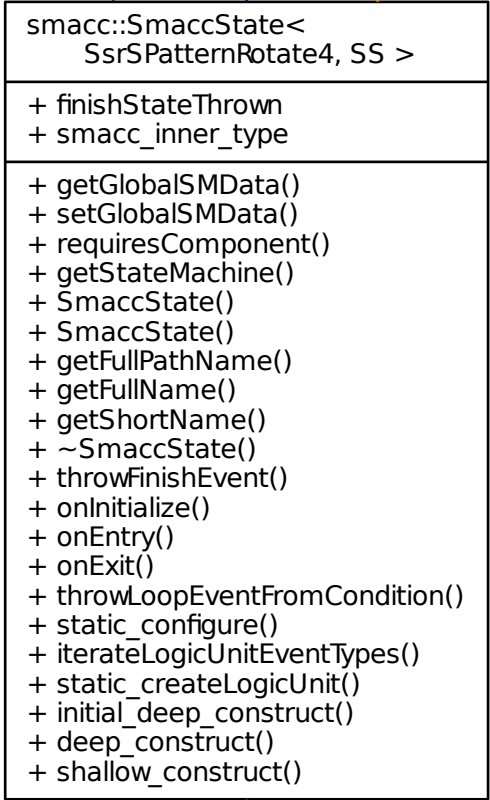 smacc::SmaccState<
SsrSPatternRotate4, SS >
+ finishStateThrown
+ smacc_inner_type
+ getGlobalSMData()
+ setGlobalSMData()
+ requiresComponent()
+ getStateMachine()
+ SmaccState()
+ SmaccState()
+ getFullPathName()
+ getFullName()
+ getShortName()
+ ~SmaccState()
+ throwFinishEvent()
+ onInitialize()
+ onEntry()
+ onExit()
+ throwLoopEventFromCondition()
+ static_configure()
+ iterateLogicUnitEventTypes()
+ static_createLogicUnit()
+ initial_deep_construct()
+ deep_construct()
+ shallow_construct()